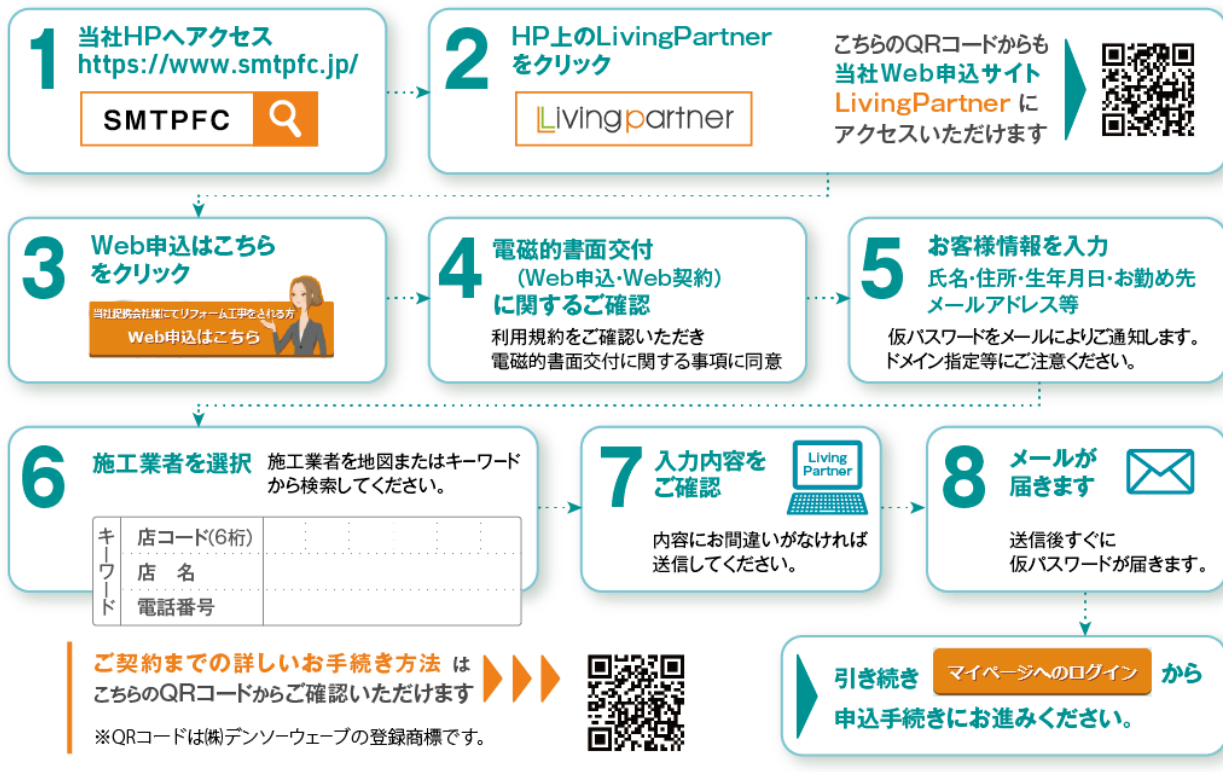 1
当社HPへアクセス
https://www.smtpfc.jp/
SMTPFC
2
HP上のLivingPartner
をクリック
Livingpartner
こちらのQRコードからも
当社Web申込サイト
LivingPartner に
アクセスいただけます
3
Web申込はこちら
をクリック
当社提携会社様にてリフォーム工事をされる方
Web申込はこちら
4
電磁的書面交付
（Web申込・Web契約）
に関するご確認
利用規約をご確認いただき
電磁的書面交付に関する事項に同意
5
お客様情報を入力
氏名・住所・生年月日・お勤め先
メールアドレス等
仮パスワードをメールによりご通知します。
ドメイン指定等にご注意ください。
6
施工業者を選択
施工業者を地図またはキーワード
から検索してください。
キーワード
店コード(6桁)
店　名
電話番号
7
入力内容を
ご確認
Living
Partner
内容にお間違いがなければ
送信してください。
8
メールが
届きます
送信後すぐに
仮パスワードが届きます。
ご契約までの詳しいお手続き方法 は
こちらのQRコードからご確認いただけます
※QRコードは㈱デンソーウェーブの登録商標です。
引き続き マイページへのログイン から
申込手続きにお進みください。